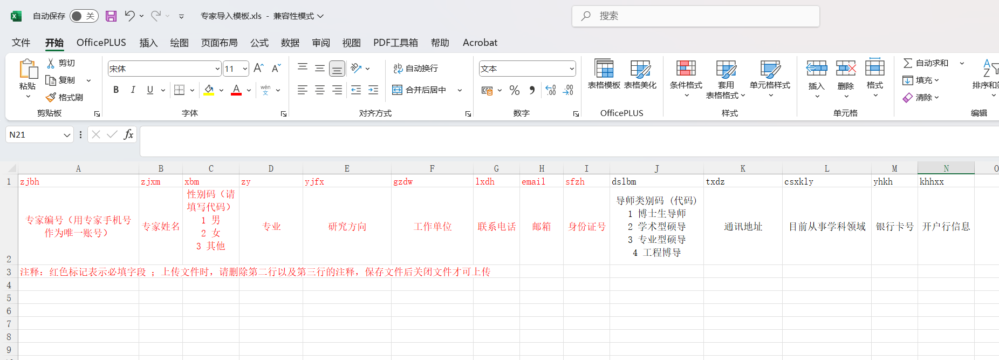 自动保存 关 专家导入模板.xls - 兼容性模式 搜索
文件 开始 OfficePLUS 插入 绘图 页面布局 公式 数据 审阅 视图 PDF工具箱 帮助 Acrobat
粘贴
剪切
复制
格式刷
剪贴板
宋体 11
B I U A wén 文
字体
自动换行
合并后居中
对齐方式
文本
数字
表格模板 表格美化
OfficePLUS
条件格式 套用
表格格式 单元格样式
样式
插入 删除 格式
单元格
自动求和
填充
清除
排序和
编辑
N21 fx
A B C D E F G H I J K L M N O
1 zjbh zjxm xbm zy yjfx gzdw lxdh email sfzh dslbm txdz csxkly yhkh khhxx
2
专家编号（用专家手机号
作为唯一账号）
专家姓名
性别码（请
填写代码）
1 男
2 女
3 其他
专业
研究方向
工作单位
联系电话
邮箱
身份证号
导师类别码 (代码)
1 博士生导师
2 学术型硕导
3 专业型硕导
4 工程博导
通讯地址
目前从事学科领域
银行卡号
开户行信息
3 注释：红色标记表示必填字段 ；上传文件时，请删除第二行以及第三行的注释，保存文件后关闭文件才可上传
4
5
6
7
8
9